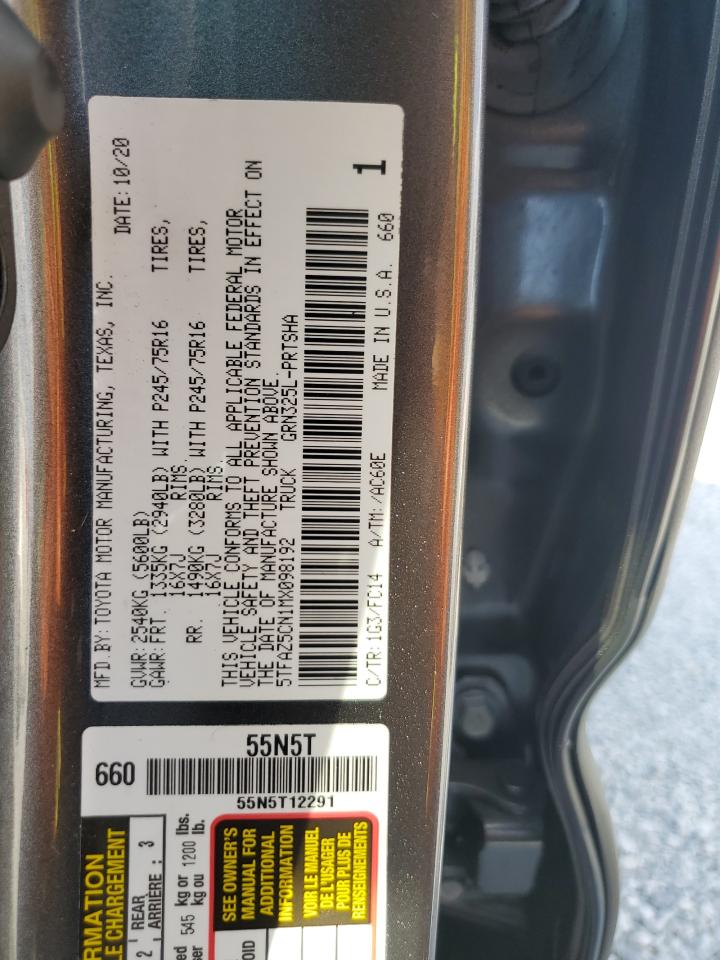 MFD.BY:TOYOTA MOTOR MANUFACTURING, TEXAS, INC.
DATE:10/20
GVWR:2540KG (5600LB)
GAWR:FRT. 1335KG (2940LB) WITH P245/75R16 TIRES,
16X7J RIMS.
RR. 1490KG (3280LB) WITH P245/75R16 TIRES,
16X7J RIMS.
THIS VEHICLE CONFORMS TO ALL APPLICABLE FEDERAL MOTOR
VEHICLE SAFETY AND THEFT PREVENTION STANDARDS IN EFFECT ON
THE DATE OF MANUFACTURE SHOWN ABOVE.
5TFAZ5CN1MX098192 TRUCK GRN325L-PRTSHA
1
C/TR:1G3/FC14 A/TM:/AC60E MADE IN U.S.A. 660
55N5T
660
55N5T12291
RMATION
LE CHARGEMENT
2 REAR
ARRIERE : 3
ed 545 kg or 1200 lbs.
ser kg ou lb.
SEE OWNER'S
MANUAL FOR
ADDITIONAL
INFORMATION
VOIR LE MANUEL
DE L'USAGER
POUR PLUS DE
RENSEIGNEMENTS
OID